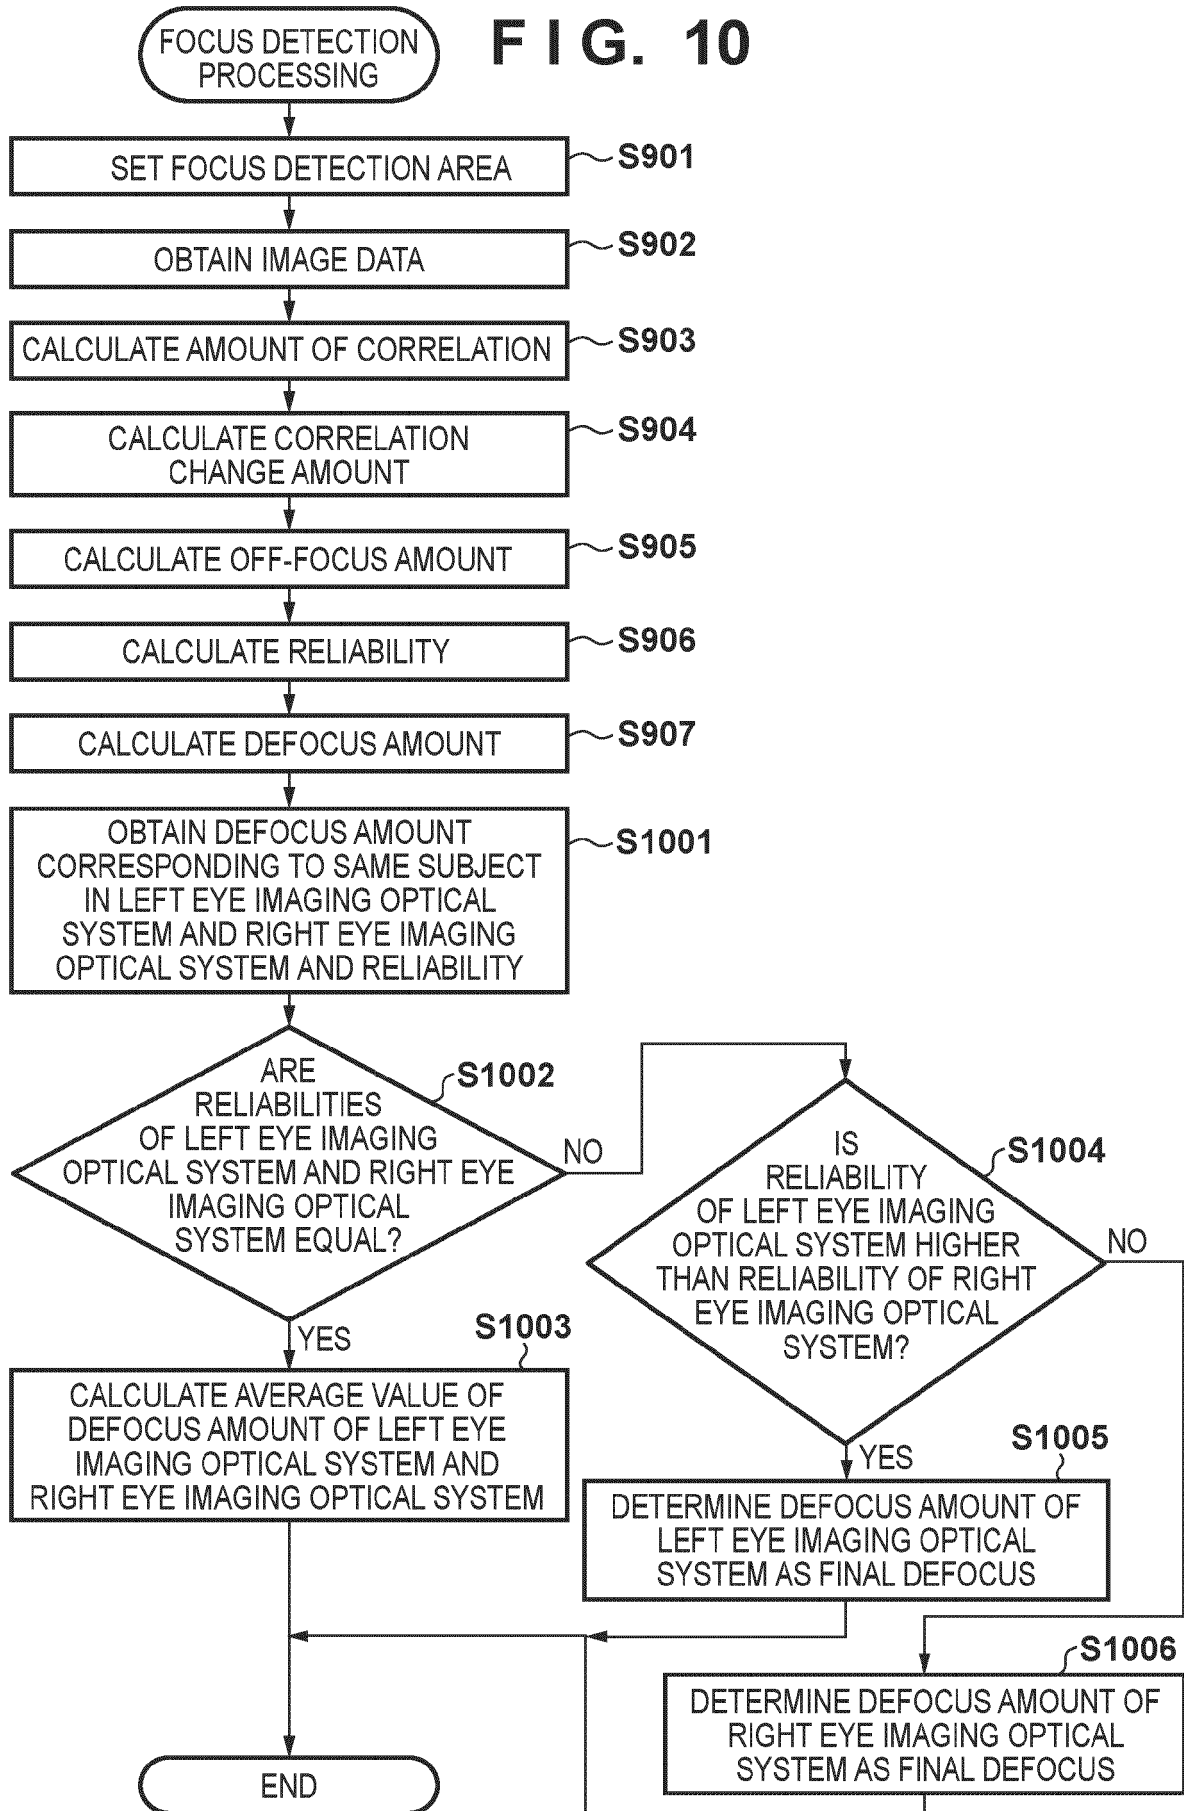 FIG. 10
FOCUS DETECTION
PROCESSING
SET FOCUS DETECTION AREA
S901
OBTAIN IMAGE DATA
S902
CALCULATE AMOUNT OF CORRELATION
S903
CALCULATE CORRELATION
CHANGE AMOUNT
S904
CALCULATE OFF-FOCUS AMOUNT
S905
CALCULATE RELIABILITY
S906
CALCULATE DEFOCUS AMOUNT
S907
OBTAIN DEFOCUS AMOUNT
CORRESPONDING TO SAME SUBJECT
IN LEFT EYE IMAGING OPTICAL
SYSTEM AND RIGHT EYE IMAGING
OPTICAL SYSTEM AND RELIABILITY
S1001
ARE
RELIABILITIES
OF LEFT EYE IMAGING
OPTICAL SYSTEM AND RIGHT EYE
IMAGING OPTICAL
SYSTEM EQUAL?
S1002
NO
YES
S1003
CALCULATE AVERAGE VALUE OF
DEFOCUS AMOUNT OF LEFT EYE
IMAGING OPTICAL SYSTEM AND
RIGHT EYE IMAGING OPTICAL SYSTEM
IS
RELIABILITY
OF LEFT EYE IMAGING
OPTICAL SYSTEM HIGHER
THAN RELIABILITY OF RIGHT
EYE IMAGING OPTICAL
SYSTEM?
S1004
NO
YES
S1005
DETERMINE DEFOCUS AMOUNT OF
LEFT EYE IMAGING OPTICAL
SYSTEM AS FINAL DEFOCUS
S1006
DETERMINE DEFOCUS AMOUNT OF
RIGHT EYE IMAGING OPTICAL
SYSTEM AS FINAL DEFOCUS
END